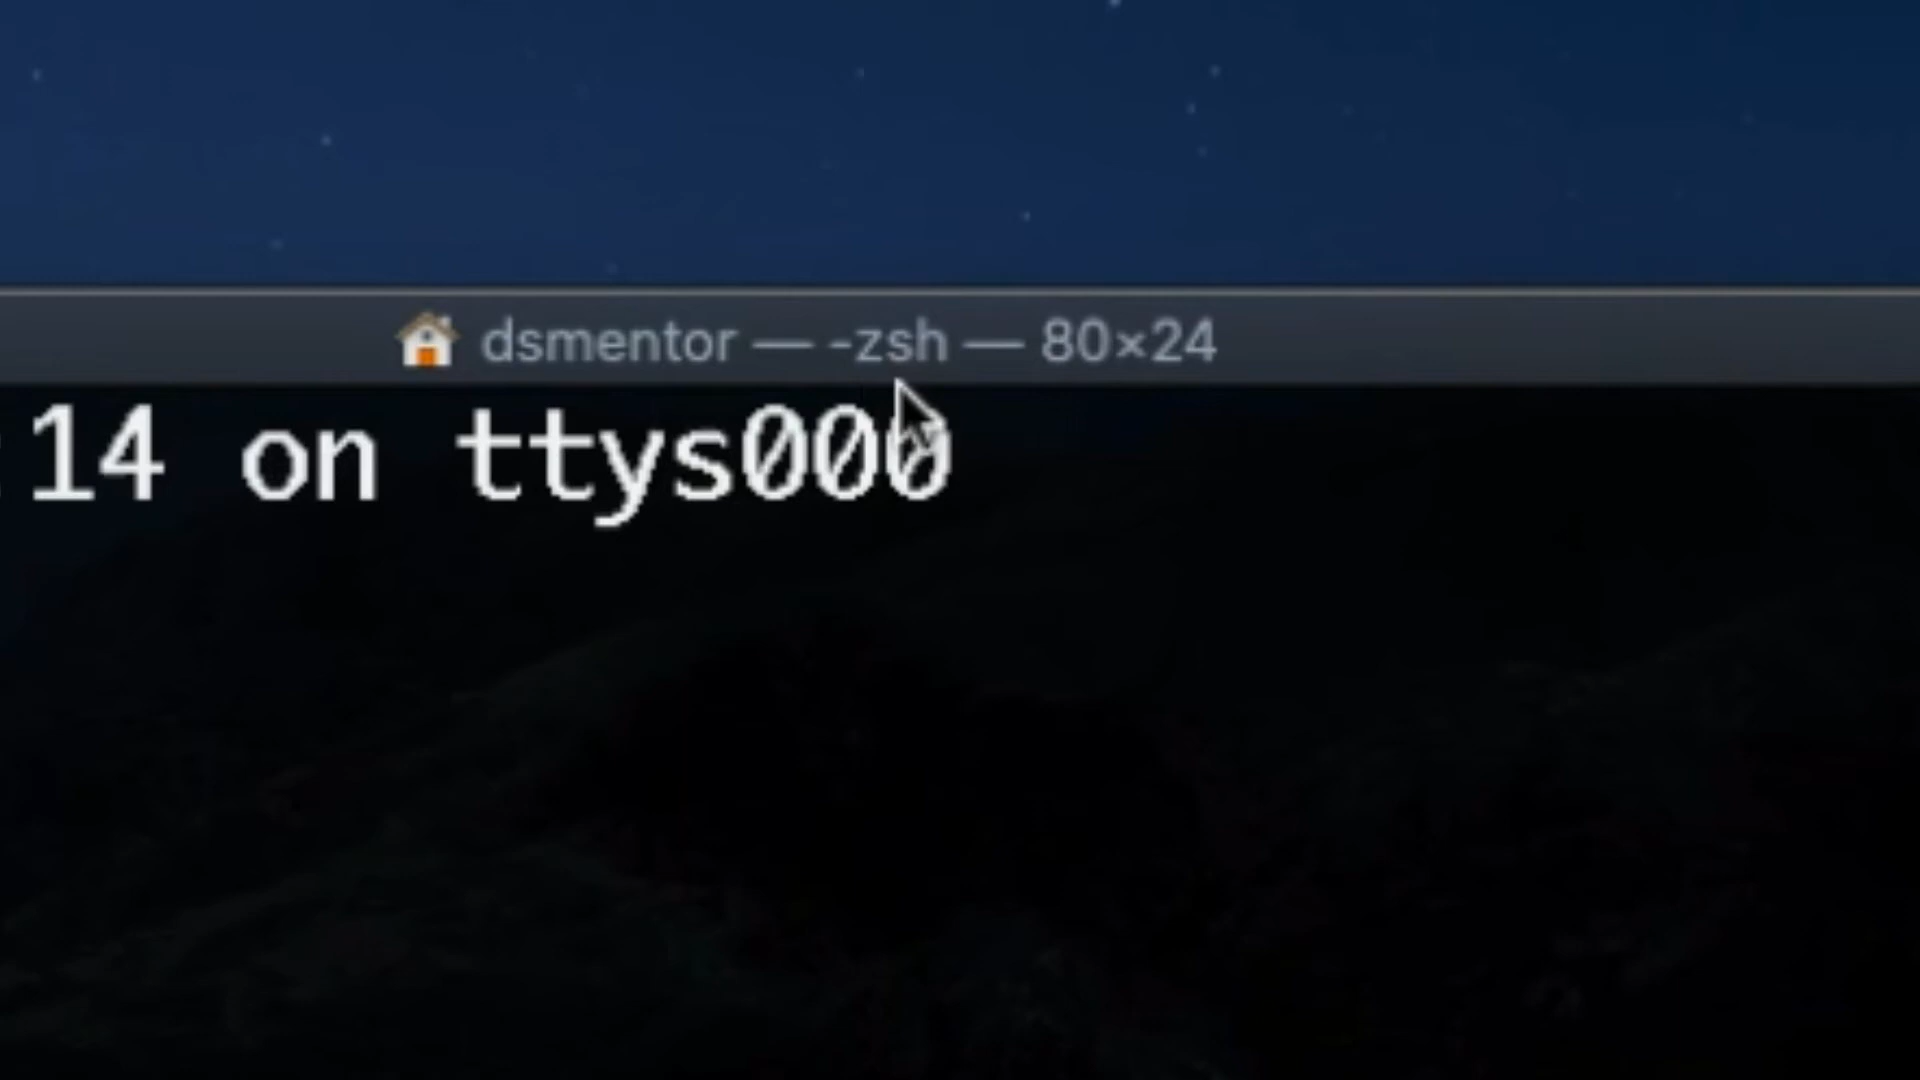 dsmentor — -zsh — 80×24
:14 on ttys000